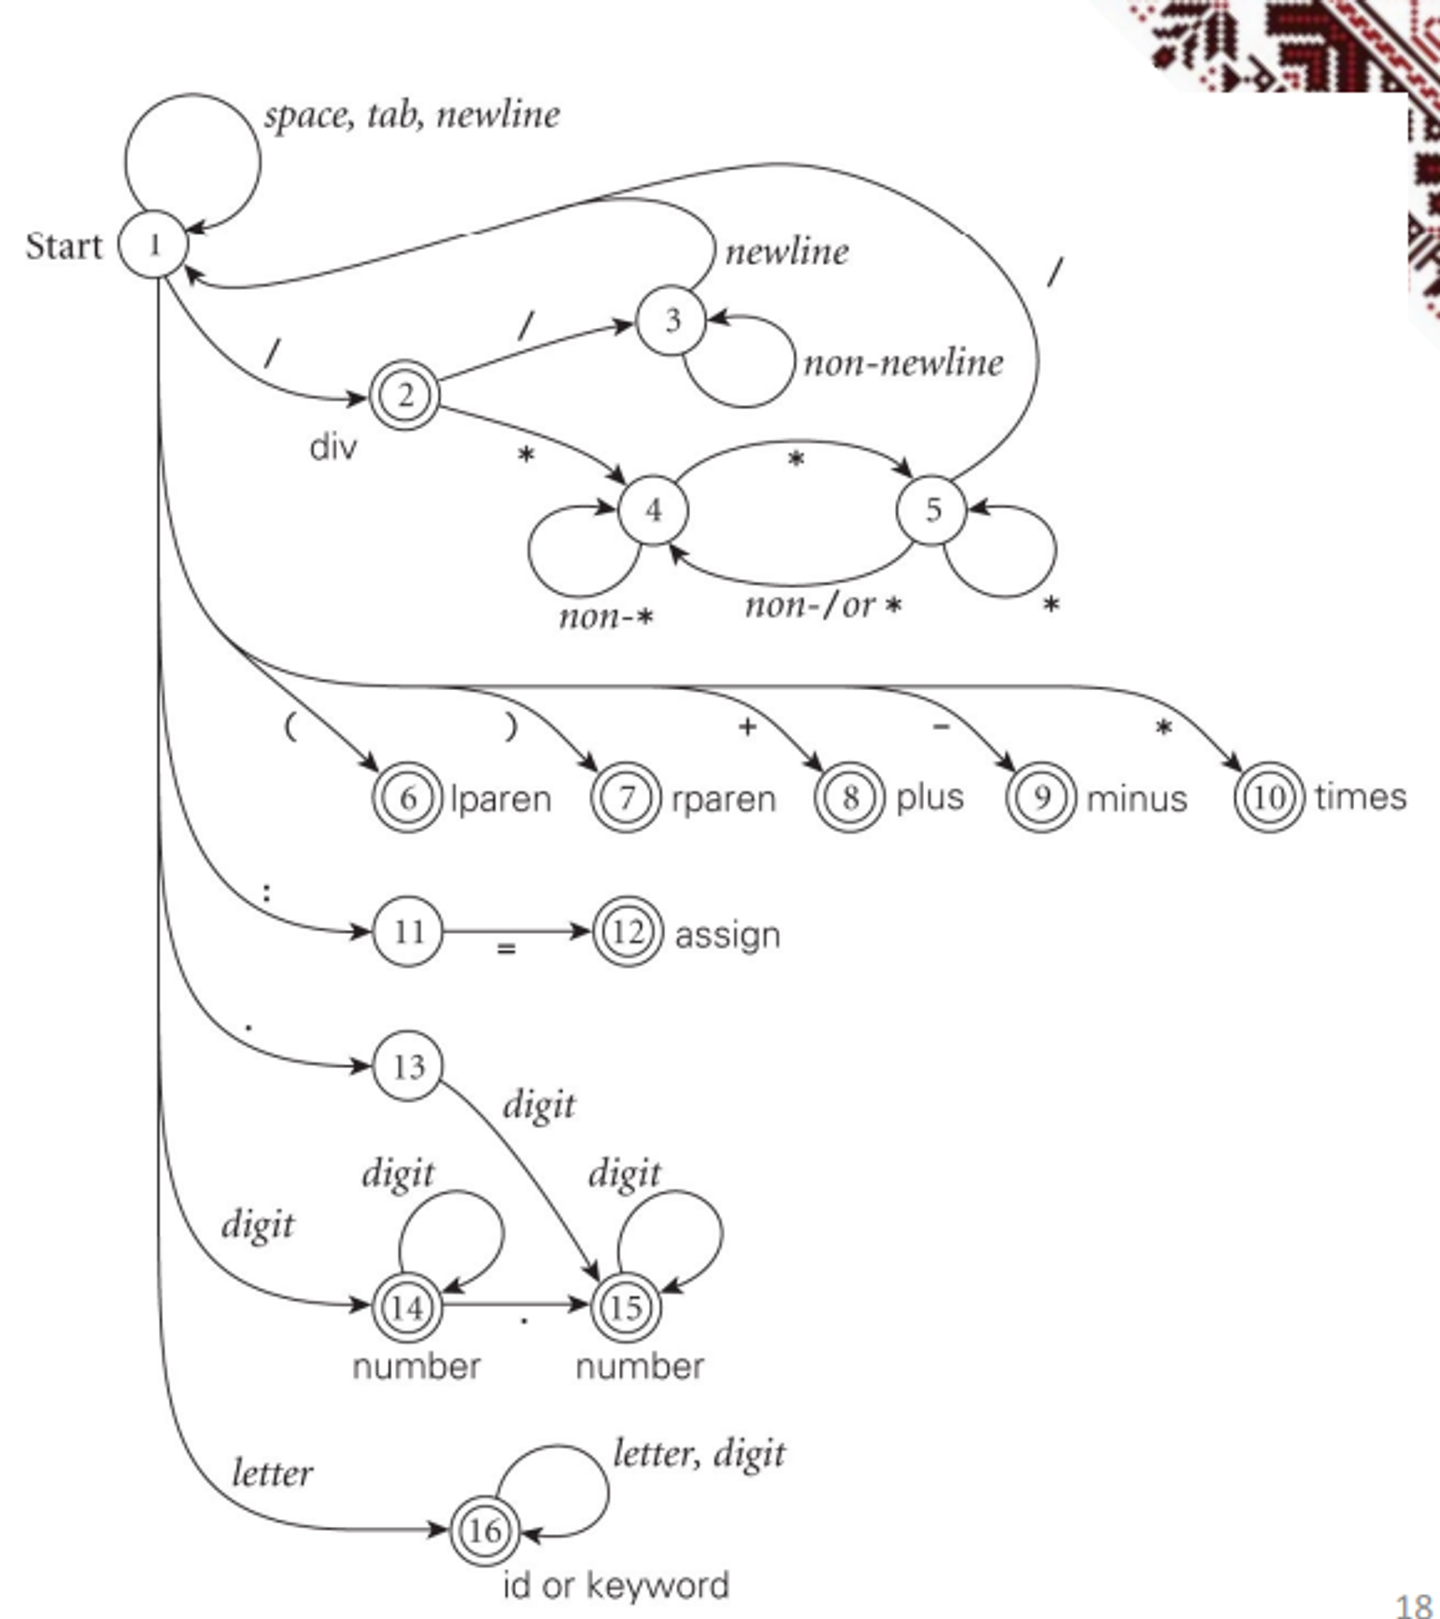 space, tab, newline
Start 1
newline
/
/ 3
/ non-newline
2
div *
* 4 5
non-* non-/or * *
( ) + - *
6 lparen 7 rparen 8 plus 9 minus 10 times
:
11 = 12 assign
.
13
digit
digit digit
digit
14 . 15
number number
letter, digit
letter
16
id or keyword
18